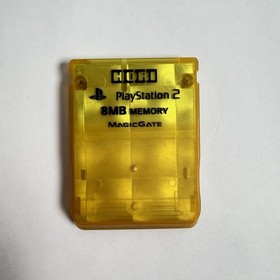 HORI
PlayStation 2
8MB MEMORY
MAGICGATE